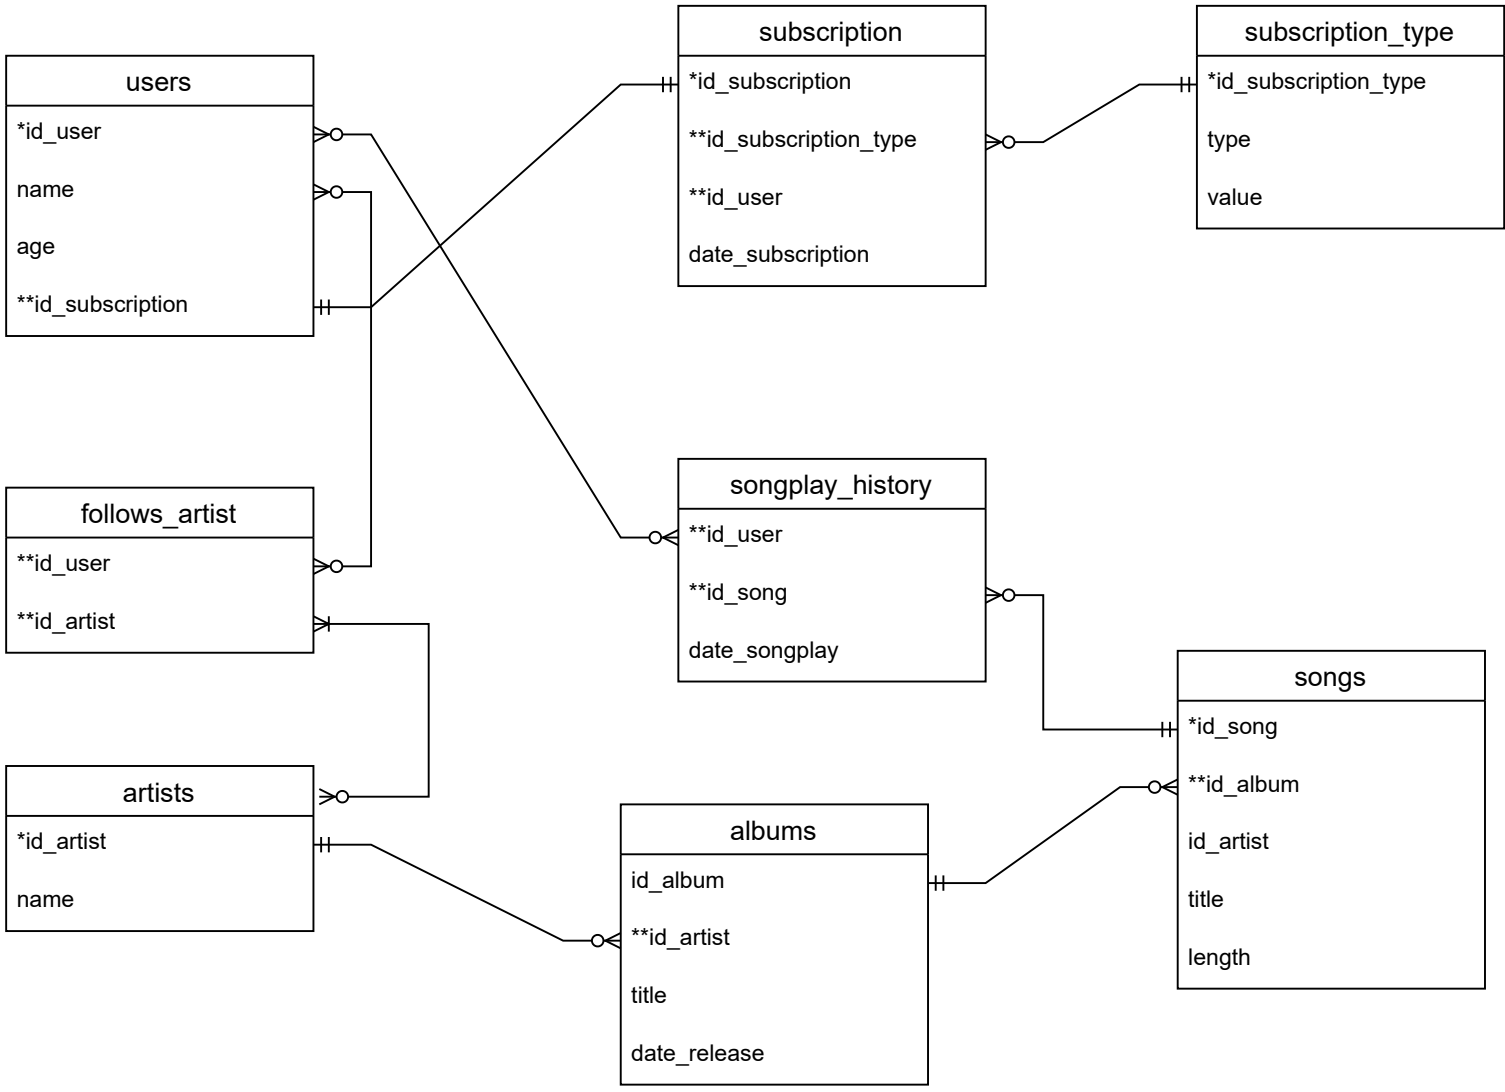 users
*id_user
name
age
**id_subscription
subscription
*id_subscription
**id_subscription_type
**id_user
date_subscription
subscription_type
*id_subscription_type
type
value
follows_artist
**id_user
**id_artist
songplay_history
**id_user
**id_song
date_songplay
artists
*id_artist
name
albums
id_album
**id_artist
title
date_release
songs
*id_song
**id_album
id_artist
title
length